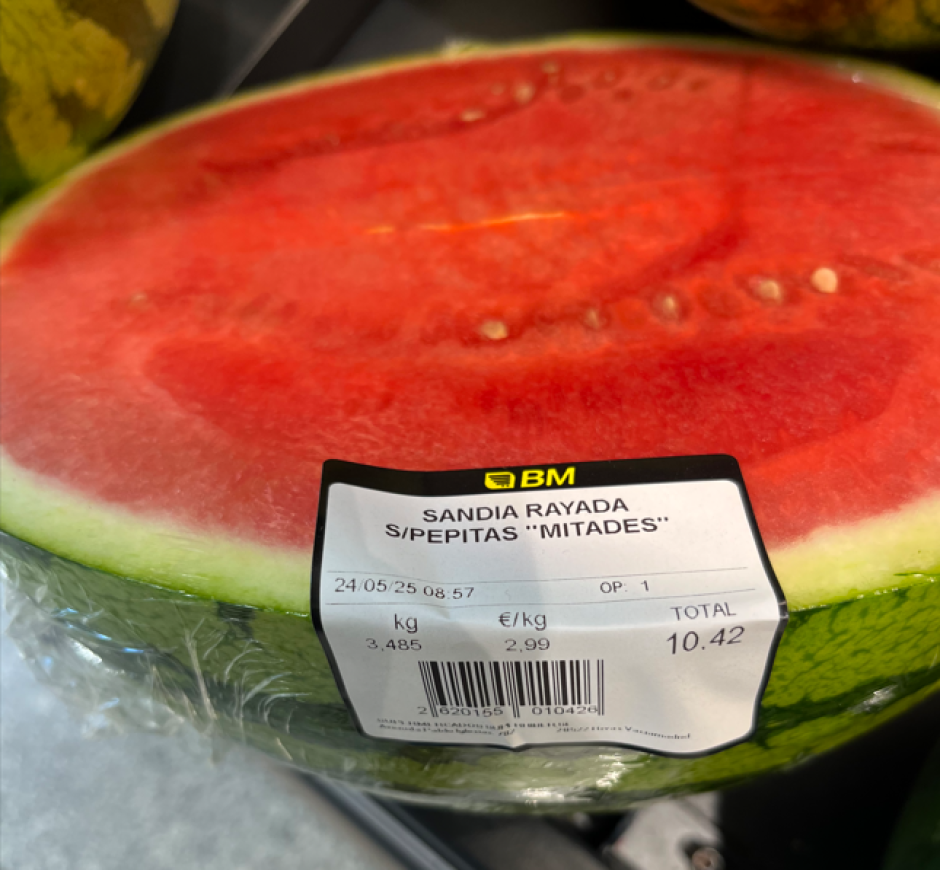 BM
SANDIA RAYADA
S/PEPITAS "MITADES"
24/05/25 08:57 OP: 1
kg €/kg TOTAL
3,485 2,99 10.42
2 620155 010426